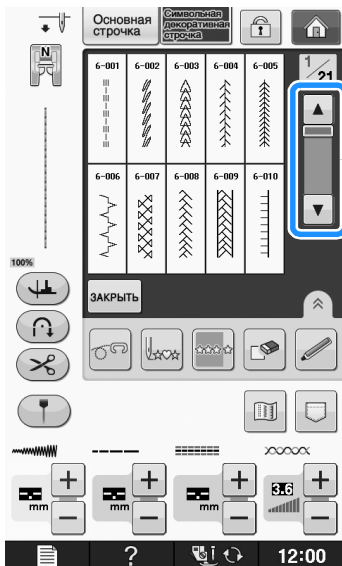 Основная
строчка
Символьная
декоративная
строчка
N
6-001 6-002 6-003 6-004 6-005
1/21
6-006 6-007 6-008 6-009 6-010
100%
ЗАКРЫТЬ
mm
mm
mm
3.6
?
12:00